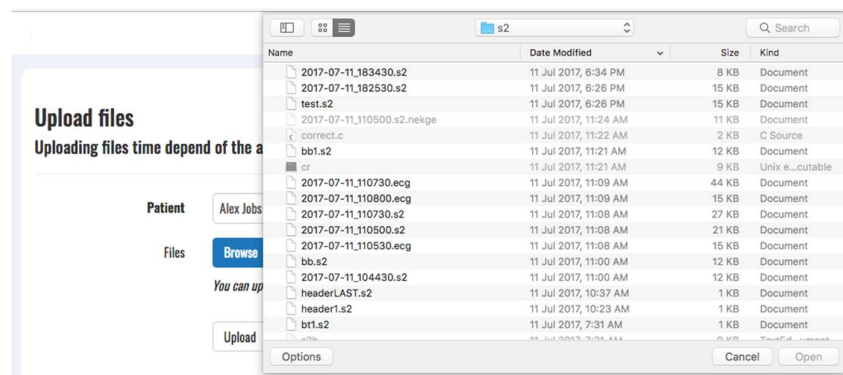 s2
Search
Name Date Modified Size Kind
2017-07-11_183430.s2 11 Jul 2017, 6:34 PM 8 KB Document
2017-07-11_182530.s2 11 Jul 2017, 6:26 PM 15 KB Document
test.s2 11 Jul 2017, 6:26 PM 15 KB Document
2017-07-11_110500.s2.nekge 11 Jul 2017, 11:24 AM 11 KB Document
correct.c 11 Jul 2017, 11:22 AM 2 KB C Source
bb1.s2 11 Jul 2017, 11:21 AM 12 KB Document
cr 11 Jul 2017, 11:21 AM 9 KB Unix e...cutable
2017-07-11_110730.ecg 11 Jul 2017, 11:09 AM 44 KB Document
2017-07-11_110800.ecg 11 Jul 2017, 11:09 AM 15 KB Document
2017-07-11_110730.s2 11 Jul 2017, 11:08 AM 27 KB Document
2017-07-11_110500.s2 11 Jul 2017, 11:08 AM 21 KB Document
2017-07-11_110530.ecg 11 Jul 2017, 11:08 AM 15 KB Document
bb.s2 11 Jul 2017, 11:00 AM 12 KB Document
2017-07-11_104430.s2 11 Jul 2017, 11:00 AM 12 KB Document
headerLAST.s2 11 Jul 2017, 10:37 AM 1 KB Document
header1.s2 11 Jul 2017, 10:23 AM 1 KB Document
bt1.s2 11 Jul 2017, 7:31 AM 1 KB Document
Options Cancel Open
Upload files
Uploading files time depend of the a
Patient Alex Jobs
Files Browse
You can up
Upload